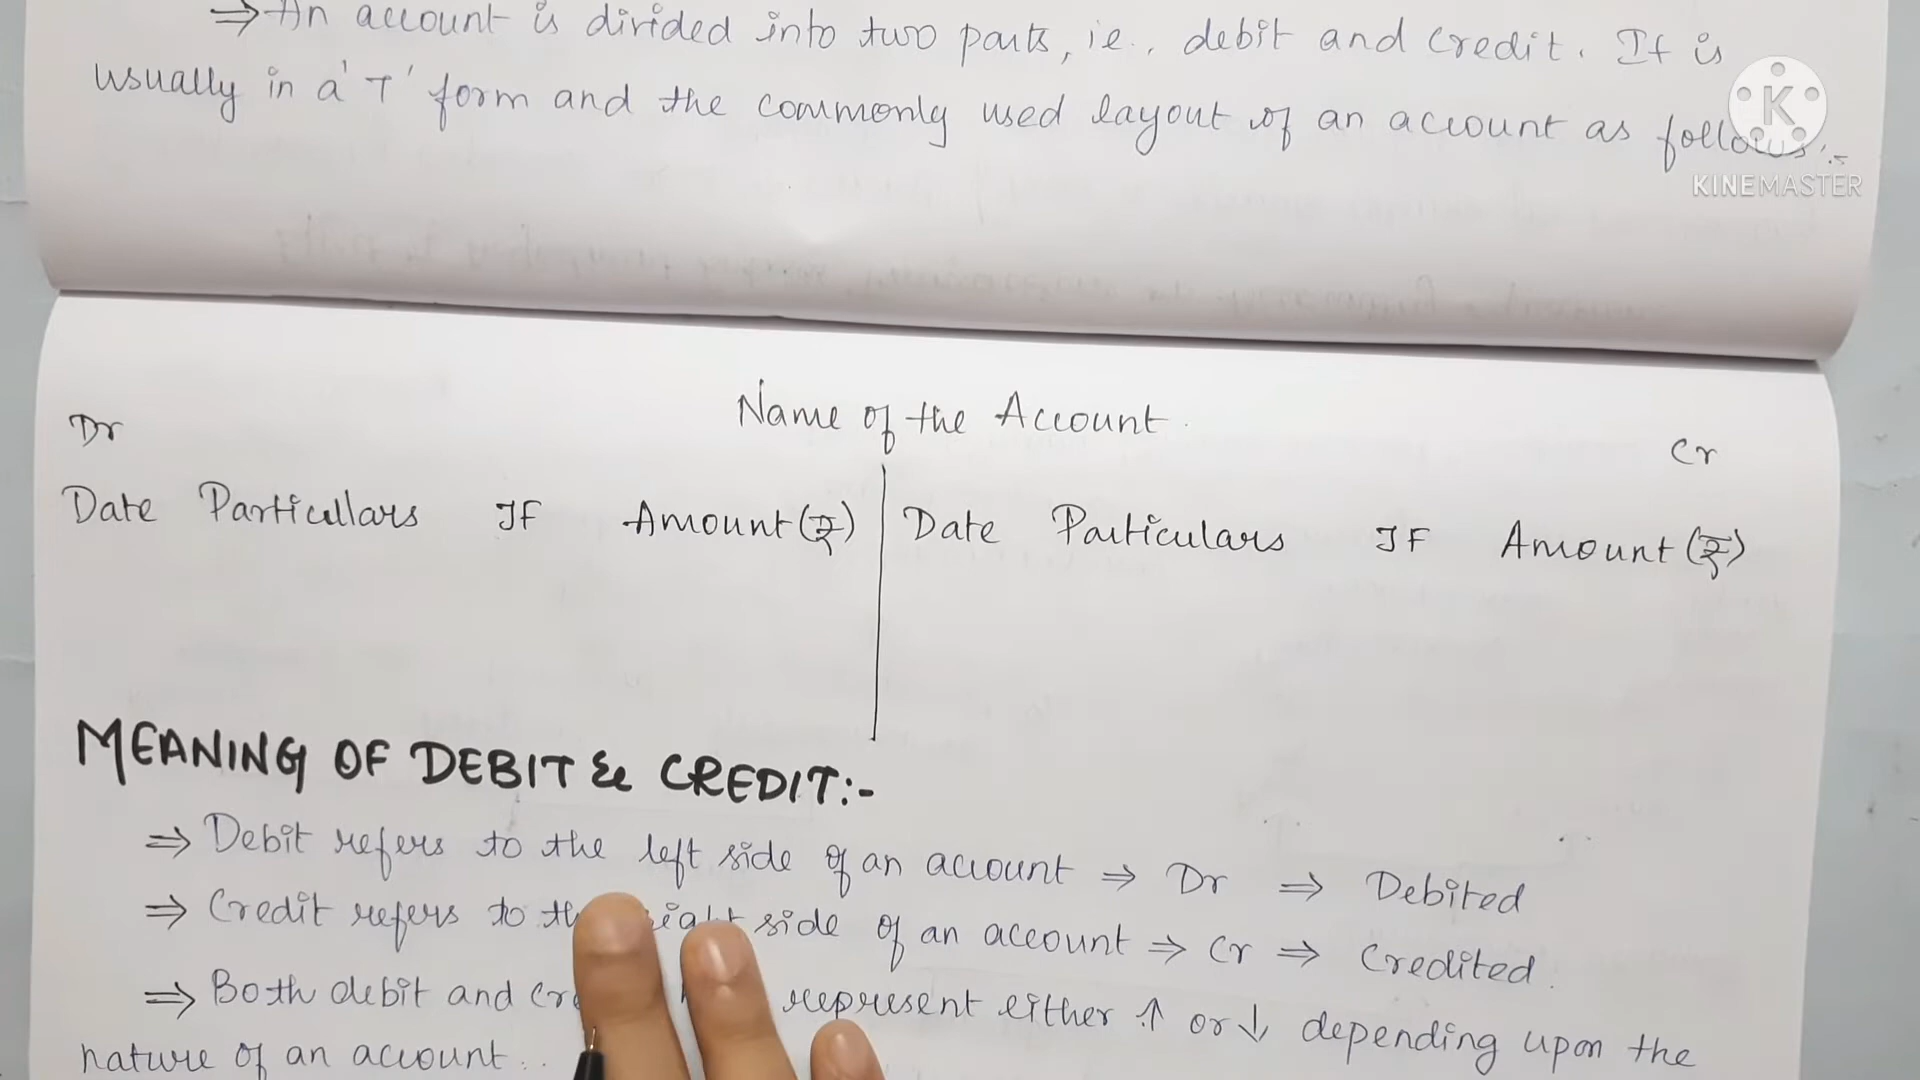 ⇒ An account is divided into two parts, ie., debit and credit. It is
usually in a 'T' form and the commonly used layout of an account as follows:-
K
KINEMASTER
Name of the Account
Dr
Cr
Date Particulars JF Amount (₹) Date Particulars JF Amount (₹)
MEANING OF DEBIT & CREDIT:-
⇒ Debit refers to the left side of an account ⇒ Dr ⇒ Debited
⇒ Credit refers to the right side of an account ⇒ Cr ⇒ Credited.
⇒ Both debit and represent either ↑ or ↓ depending upon the
nature of an account.